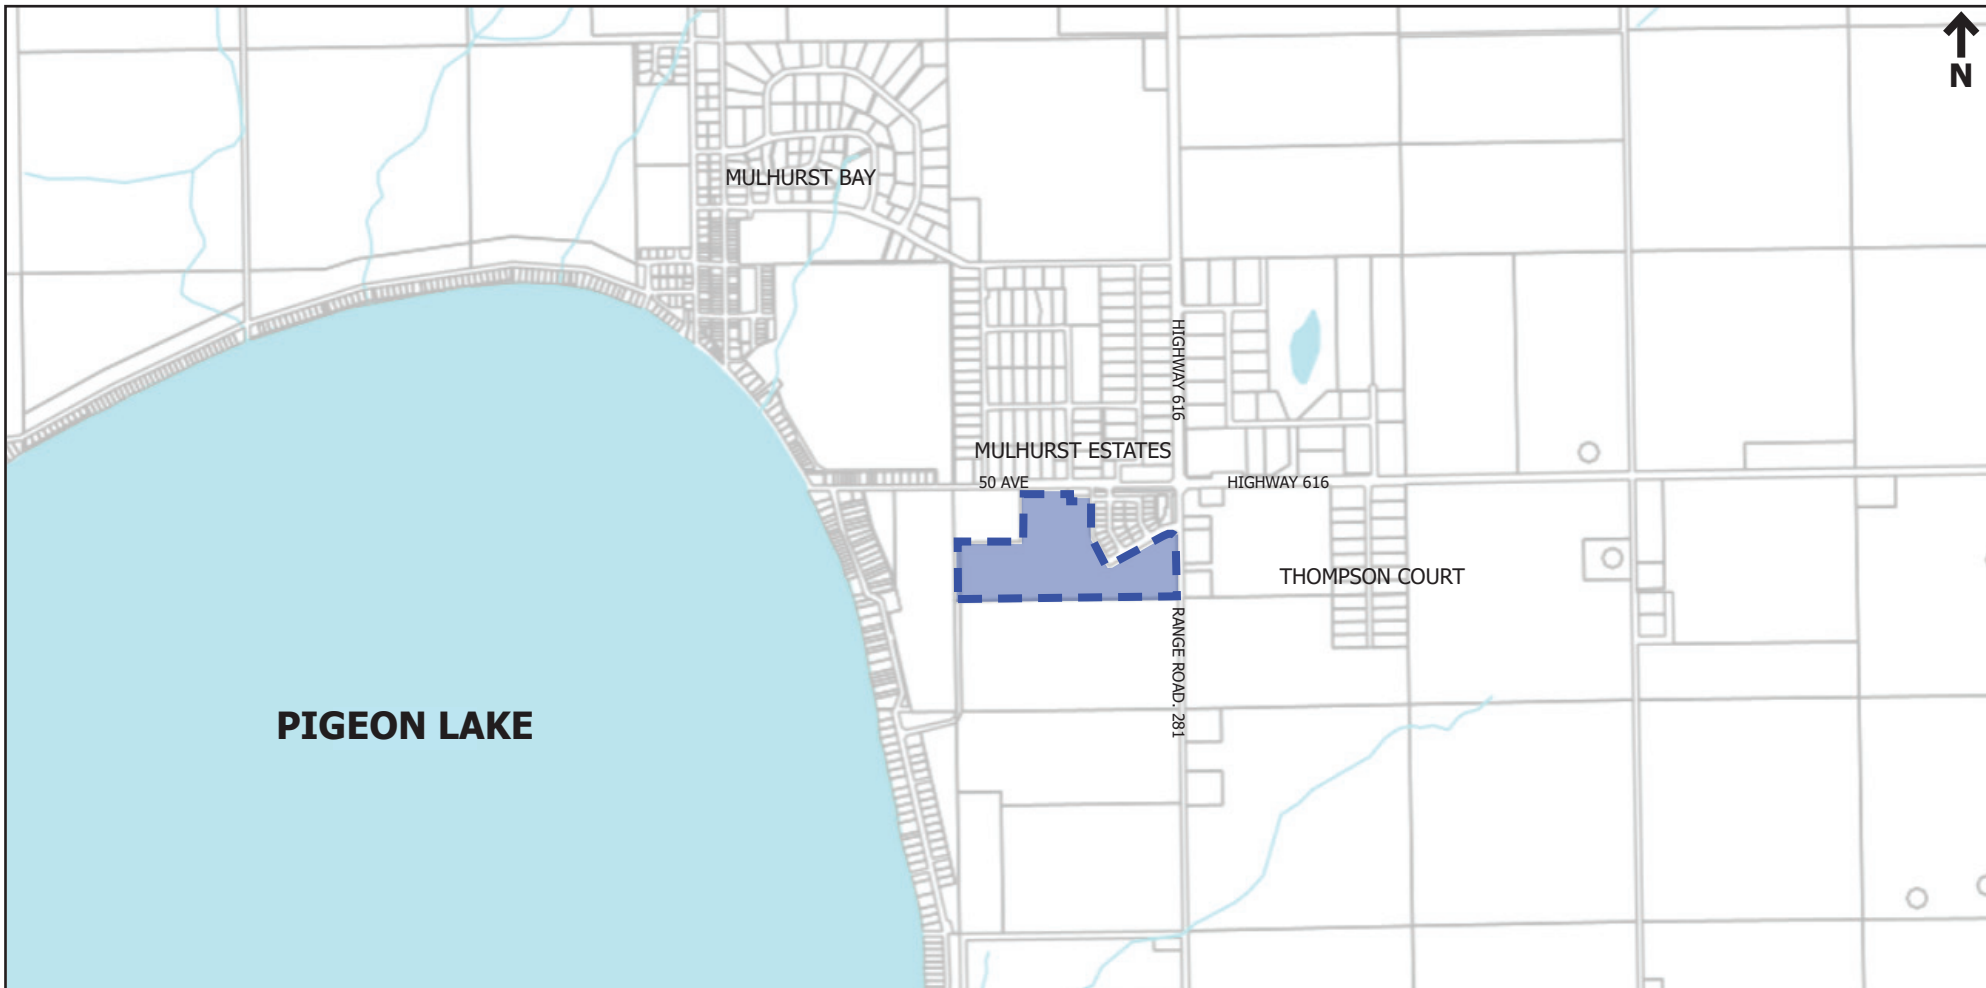 N
MULHURST BAY
HIGHWAY 616
MULHURST ESTATES
50 AVE
HIGHWAY 616
THOMPSON COURT
RANGE ROAD. 281
PIGEON LAKE